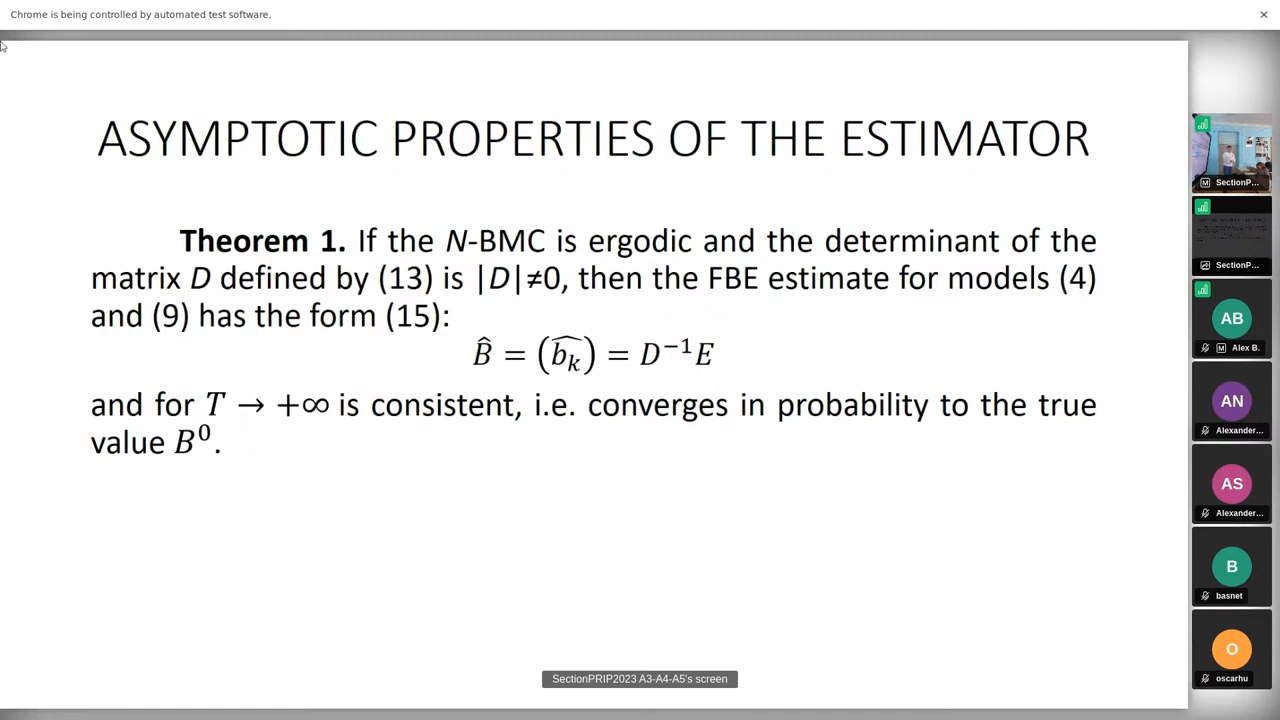 Chrome is being controlled by automated test software.
ASYMPTOTIC PROPERTIES OF THE ESTIMATOR
Theorem 1. If the N-BMC is ergodic and the determinant of the
matrix D defined by (13) is |D|≠0, then the FBE estimate for models (4)
and (9) has the form (15):
B̂ = (b̂ₖ) = D⁻¹E
and for T → +∞ is consistent, i.e. converges in probability to the true
value B⁰.
SectionPRIP2023 A3-A4-A5's screen
SectionP...
SectionP...
AB
Alex B.
AN
Alexander...
AS
Alexander...
B
basnet
O
oscarhu